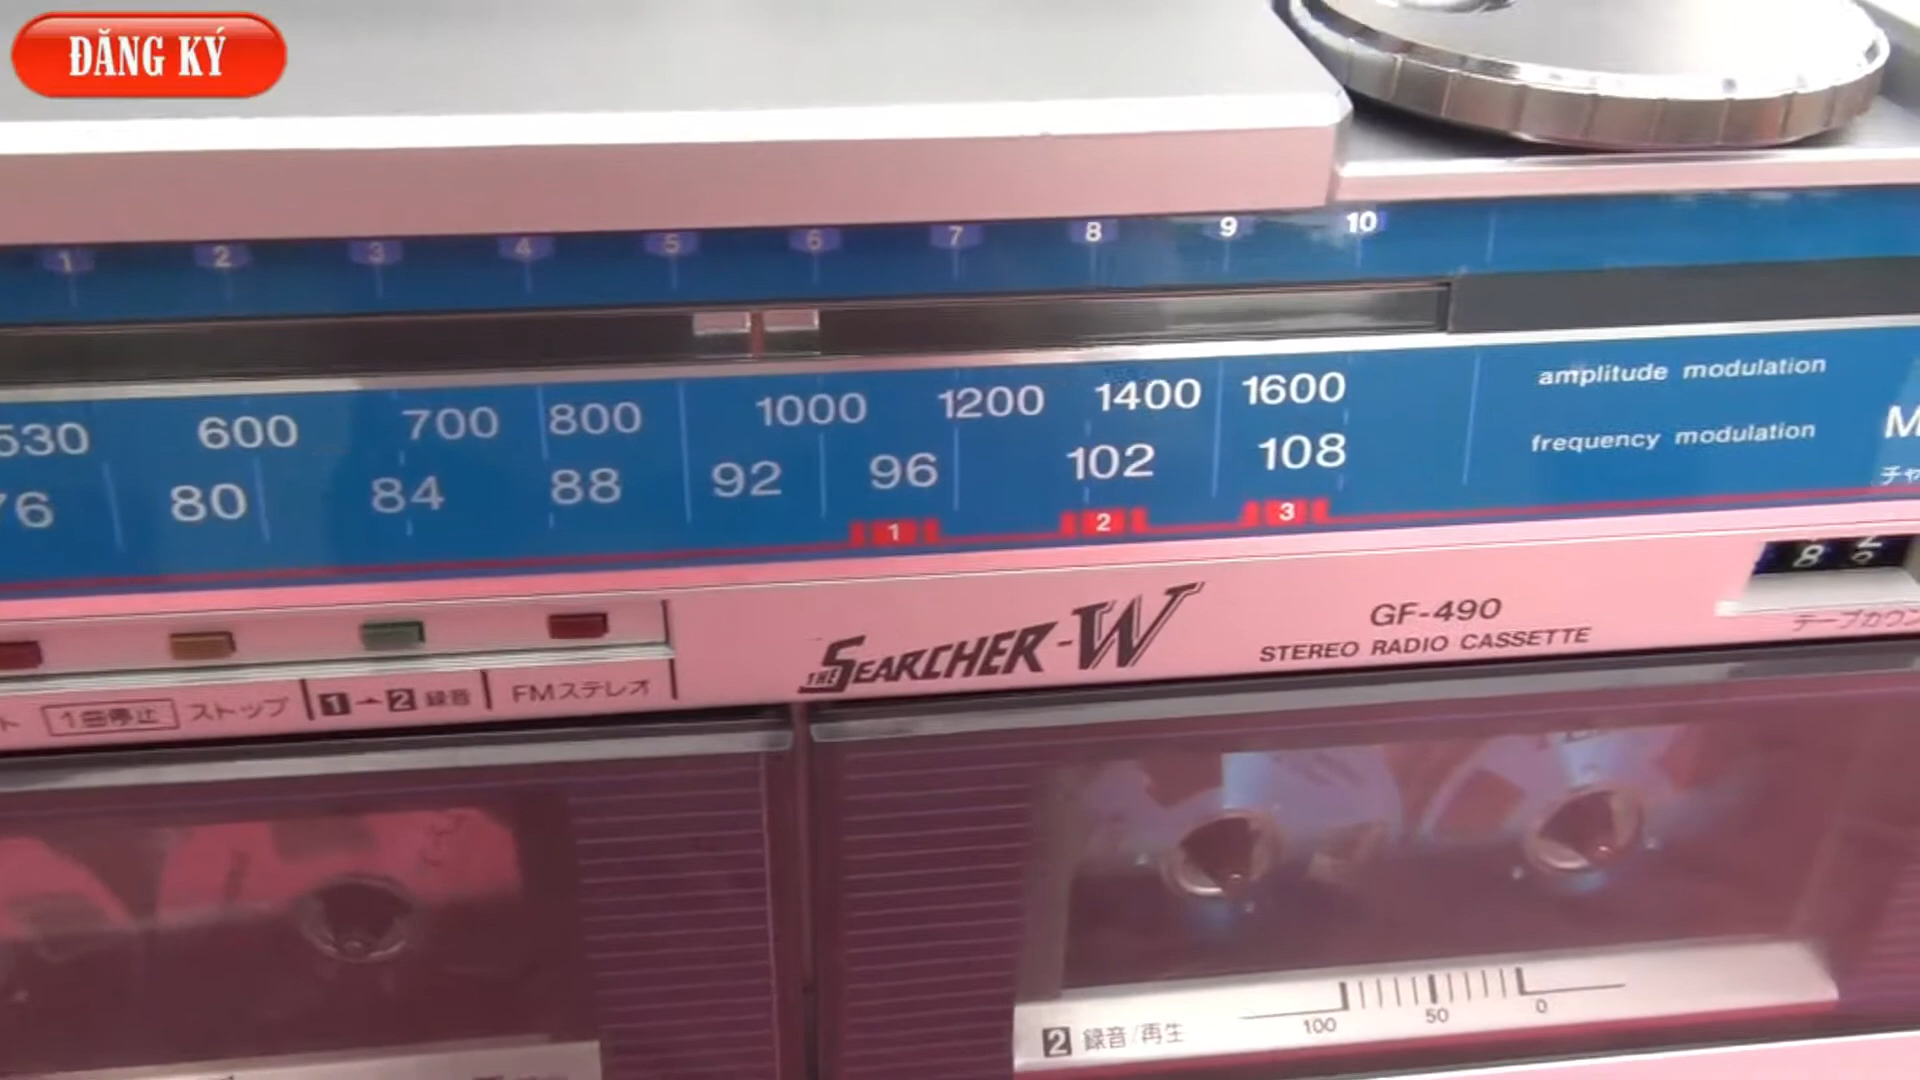 ĐĂNG KÝ
1 2 3 4 5 6 7 8 9 10
530 600 700 800 1000 1200 1400 1600 amplitude modulation
76 80 84 88 92 96 102 108 frequency modulation
1 2 3
THE SEARCHER-W
GF-490
STEREO RADIO CASSETTE
1曲停止 ストップ 1→2 録音 FMステレオ
100 50 0
2 録音/再生